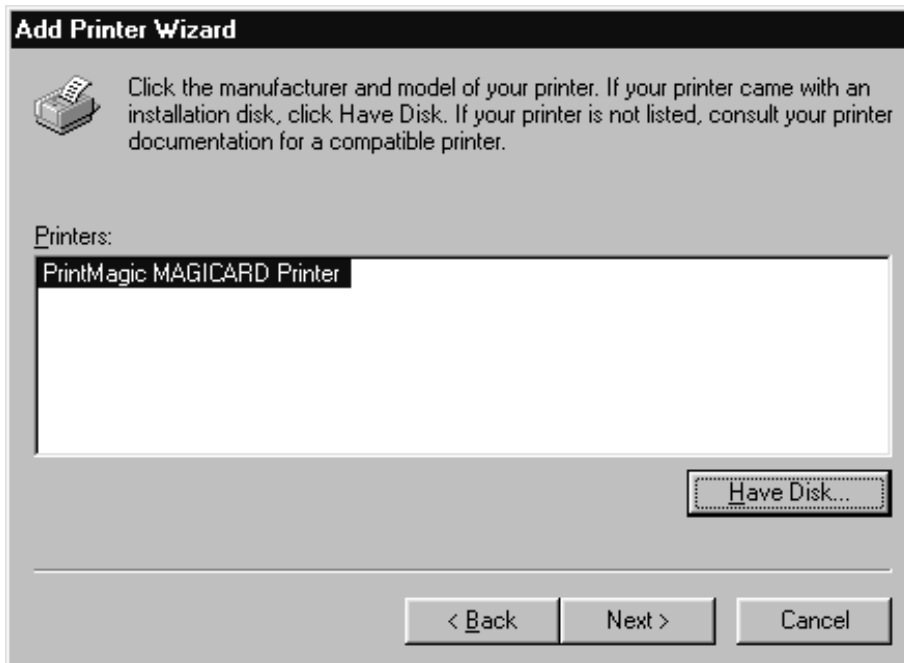 Add Printer Wizard
Click the manufacturer and model of your printer. If your printer came with an
installation disk, click Have Disk. If your printer is not listed, consult your printer
documentation for a compatible printer.
Printers:
PrintMagic MAGICARD Printer
Have Disk...
< Back
Next >
Cancel